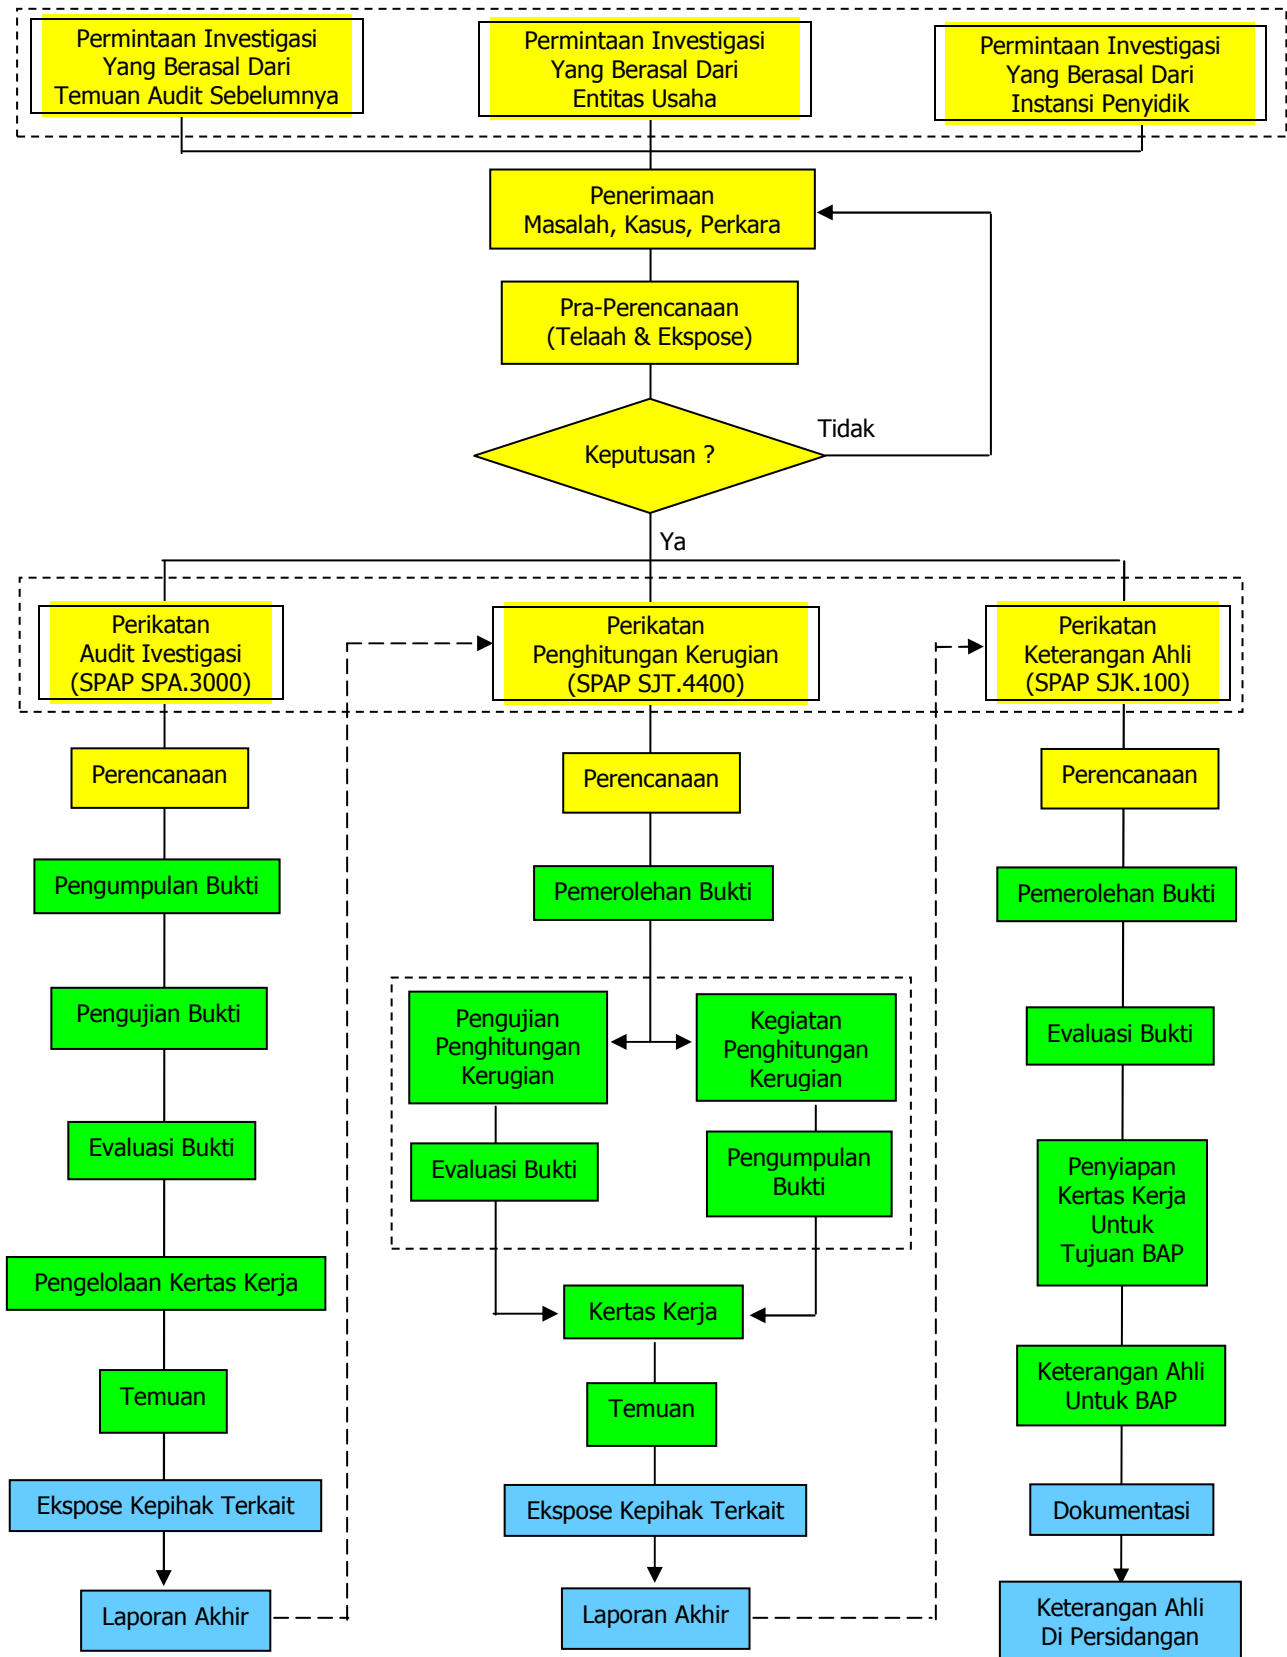 Permintaan Investigasi
Yang Berasal Dari
Temuan Audit Sebelumnya
Permintaan Investigasi
Yang Berasal Dari
Entitas Usaha
Permintaan Investigasi
Yang Berasal Dari
Instansi Penyidik
Penerimaan
Masalah, Kasus, Perkara
Pra-Perencanaan
(Telaah & Ekspose)
Keputusan ?
Tidak
Ya
Perikatan
Audit Ivestigasi
(SPAP SPA.3000)
Perikatan
Penghitungan Kerugian
(SPAP SJT.4400)
Perikatan
Keterangan Ahli
(SPAP SJK.100)
Perencanaan
Pengumpulan Bukti
Pengujian Bukti
Evaluasi Bukti
Pengelolaan Kertas Kerja
Temuan
Ekspose Kepihak Terkait
Laporan Akhir
Perencanaan
Pemerolehan Bukti
Pengujian
Penghitungan
Kerugian
Evaluasi Bukti
Kegiatan
Penghitungan
Kerugian
Pengumpulan
Bukti
Kertas Kerja
Temuan
Ekspose Kepihak Terkait
Laporan Akhir
Perencanaan
Pemerolehan Bukti
Evaluasi Bukti
Penyiapan
Kertas Kerja
Untuk
Tujuan BAP
Keterangan Ahli
Untuk BAP
Dokumentasi
Keterangan Ahli
Di Persidangan